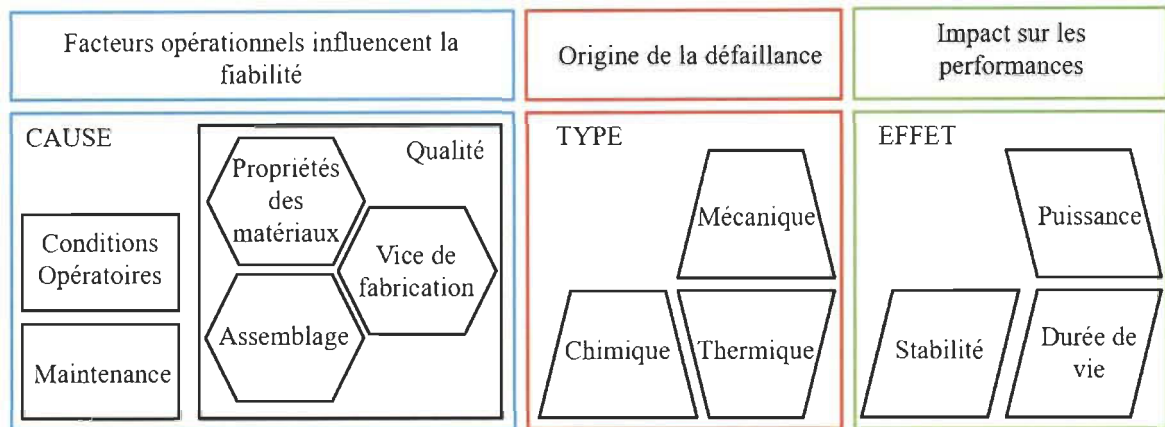 Facteurs opérationnels influencent la
fiabilité
Origine de la défaillance
Impact sur les
performances
CAUSE
Qualité
Propriétés
des
matériaux
Conditions
Opératoires
Vice de
fabrication
Assemblage
Maintenance
TYPE
Mécanique
Chimique
Thermique
EFFET
Puissance
Stabilité
Durée de
vie